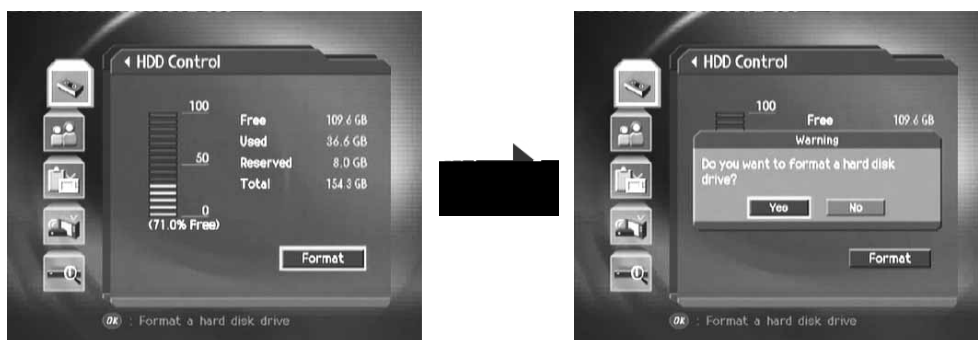 HDD Control
100
Free 109.6 GB
Used 36.6 GB
50
Reserved 8.0 GB
Total 154.3 GB
0
(71.0% Free)
Format
OK : Format a hard disk drive
HDD Control
100
Free 109.6 GB
Warning
Do you want to format a hard disk
drive?
Yes No
Format
OK : Format a hard disk drive